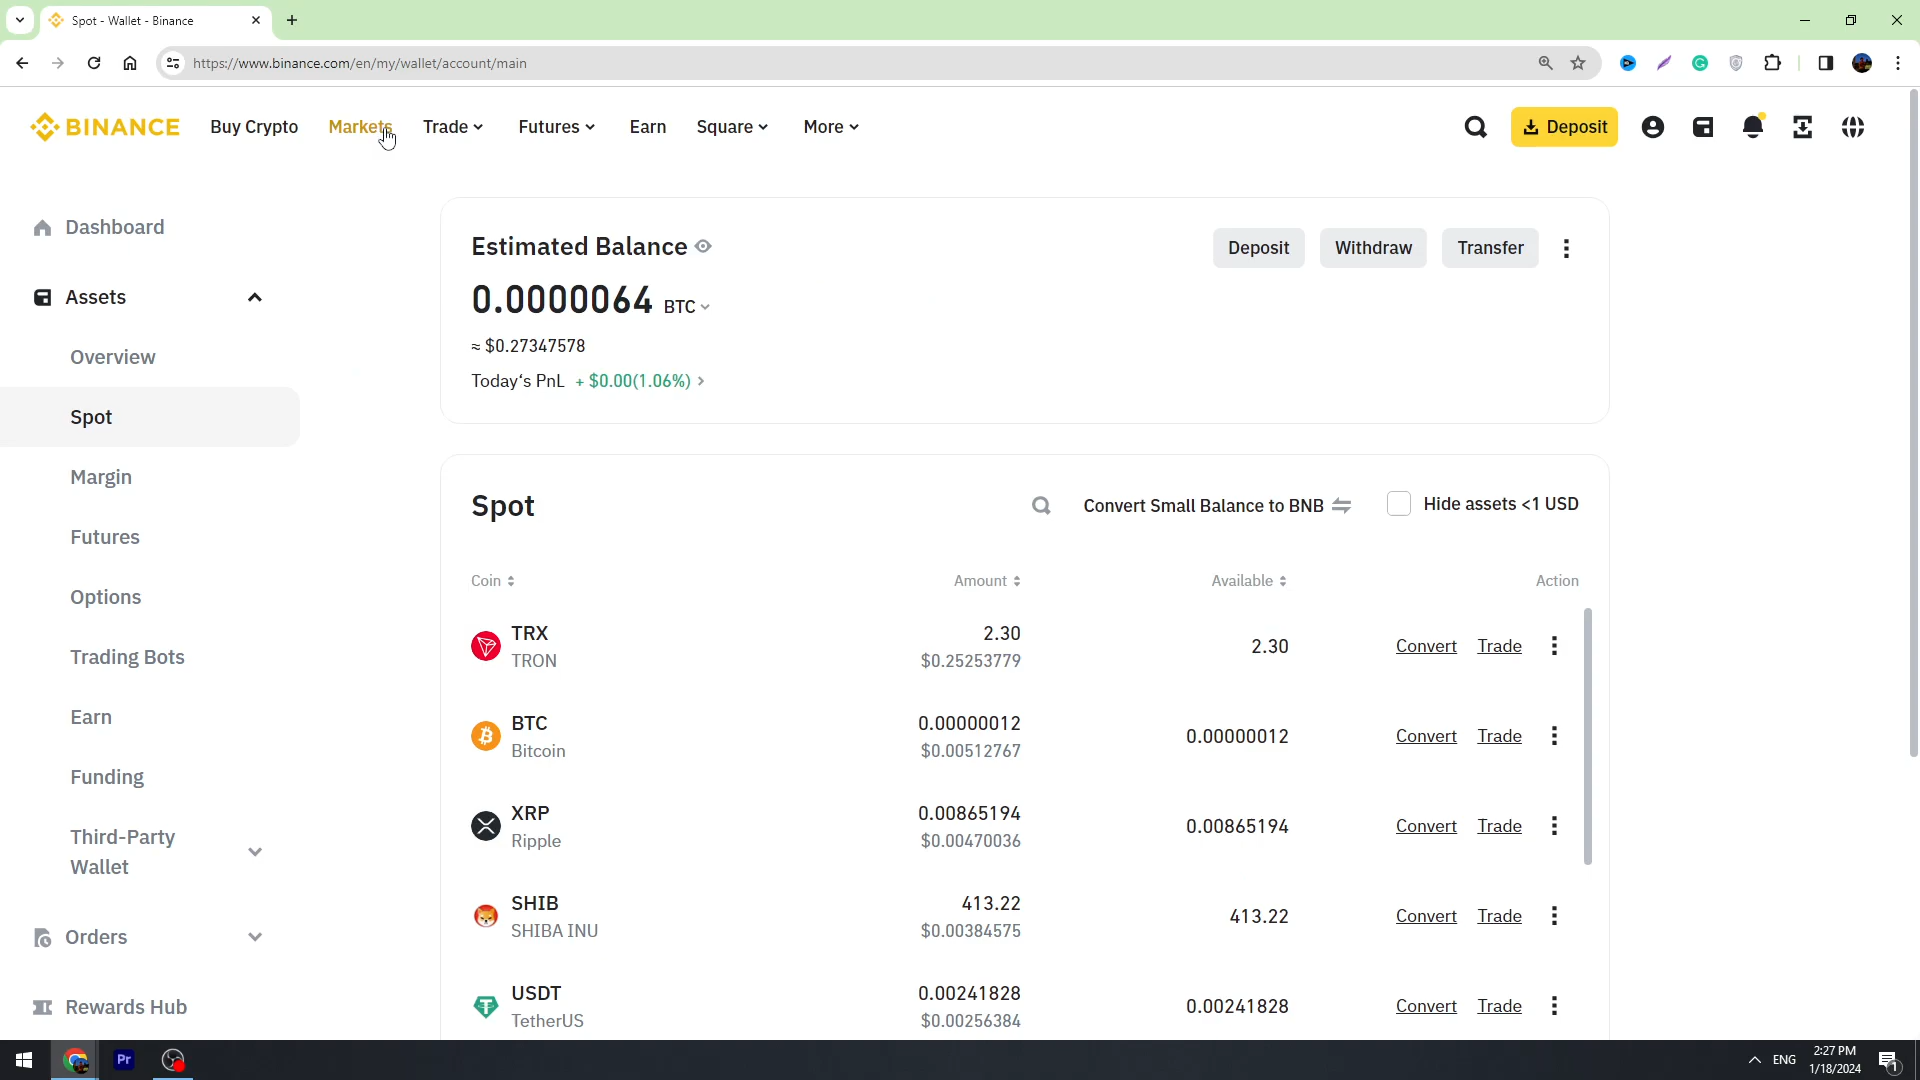 Spot - Wallet - Binance
https://www.binance.com/en/my/wallet/account/main
BINANCE Buy Crypto Markets Trade Futures Earn Square More Deposit
Dashboard
Assets
Overview
Spot
Margin
Futures
Options
Trading Bots
Earn
Funding
Third-Party
Wallet
Orders
Rewards Hub
Estimated Balance Deposit Withdraw Transfer
0.0000064 BTC
≈ $0.27347578
Today's PnL + $0.00(1.06%)
Spot Convert Small Balance to BNB Hide assets <1 USD
Coin Amount Available Action
TRX 2.30 2.30 Convert Trade
TRON $0.25253779
BTC 0.00000012 0.00000012 Convert Trade
Bitcoin $0.00512767
XRP 0.00865194 0.00865194 Convert Trade
Ripple $0.00470036
SHIB 413.22 413.22 Convert Trade
SHIBA INU $0.00384575
USDT 0.00241828 0.00241828 Convert Trade
TetherUS $0.00256384
Pr ENG 2:27 PM
1/18/2024 1